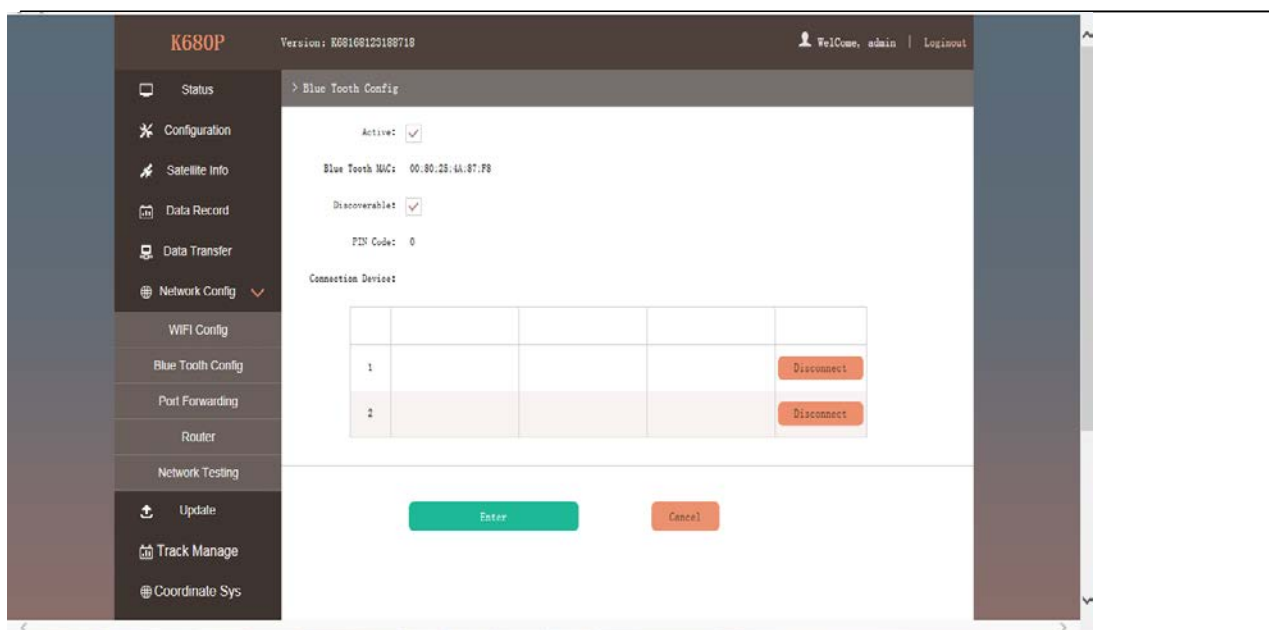 K680P
Version: K68168123188718
WelCome, admin | Loginout
Status
Configuration
Satellite Info
Data Record
Data Transfer
Network Config
WIFI Config
Blue Tooth Config
Port Forwarding
Router
Network Testing
Update
Track Manage
Coordinate Sys
> Blue Tooth Config
Active:
Blue Tooth MAC: 00:80:25:4A:87:F8
Discoverable:
PIN Code: 0
Connection Device:
1 Disconnect
2 Disconnect
Enter Cancel